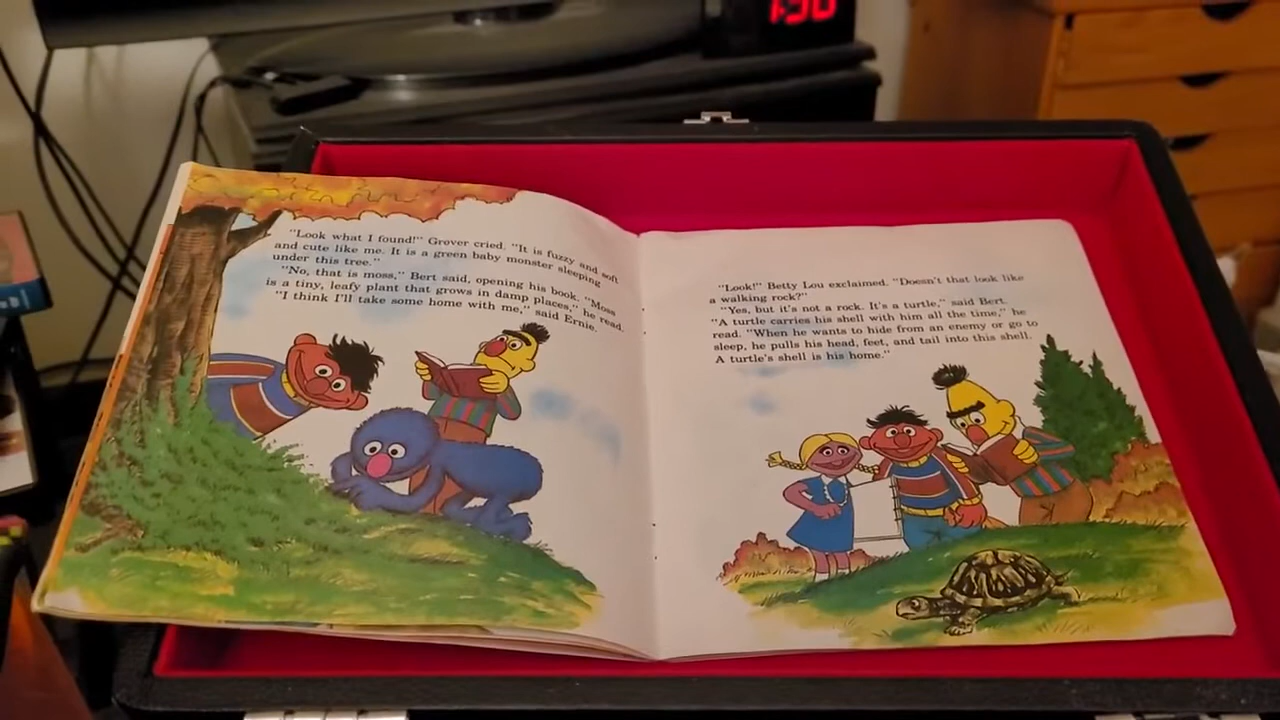 1:30
"Look what I found!" Grover cried. "It is fuzzy and soft
and cute like me. It is a green baby monster sleeping
under this tree."
"No, that is moss," Bert said, opening his book. "Moss
is a tiny, leafy plant that grows in damp places," he read.
"I think I'll take some home with me," said Ernie.
"Look!" Betty Lou exclaimed. "Doesn't that look like
a walking rock?"
"Yes, but it's not a rock. It's a turtle," said Bert.
"A turtle carries his shell with him all the time," he
read. "When he wants to hide from an enemy or go to
sleep, he pulls his head, feet, and tail into this shell.
A turtle's shell is his home."